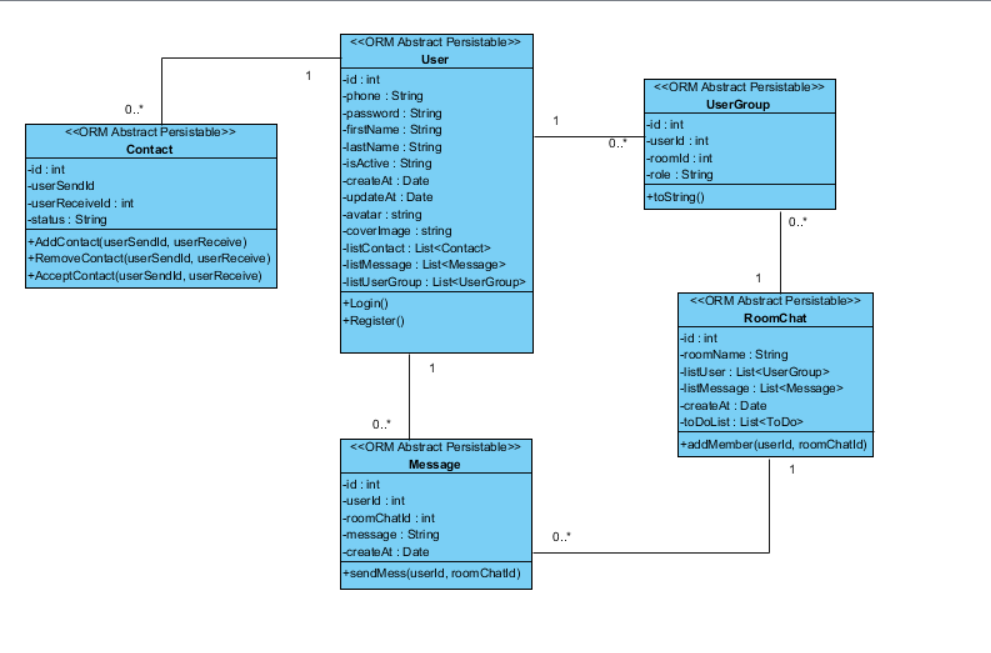 <<ORM Abstract Persistable>>
User
-id : int
-phone : String
-password : String
-firstName : String
-lastName : String
-isActive : String
-createAt : Date
-updateAt : Date
-avatar : string
-coverImage : string
-listContact : List<Contact>
-listMessage : List<Message>
-listUserGroup : List<UserGroup>
+Login()
+Register()
1
0..*
<<ORM Abstract Persistable>>
Contact
-id : int
-userSendId
-userReceiveId : int
-status : String
+AddContact(userSendId, userReceive)
+RemoveContact(userSendId, userReceive)
+AcceptContact(userSendId, userReceive)
1
0..*
<<ORM Abstract Persistable>>
UserGroup
-id : int
-userId : int
-roomId : int
-role : String
+toString()
0..*
1
<<ORM Abstract Persistable>>
RoomChat
-id : int
-roomName : String
-listUser : List<UserGroup>
-listMessage : List<Message>
-createAt : Date
-toDoList : List<ToDo>
+addMember(userId, roomChatId)
1
0..*
1
0..*
<<ORM Abstract Persistable>>
Message
-id : int
-userId : int
-roomChatId : int
-message : String
-createAt : Date
+sendMess(userId, roomChatId)